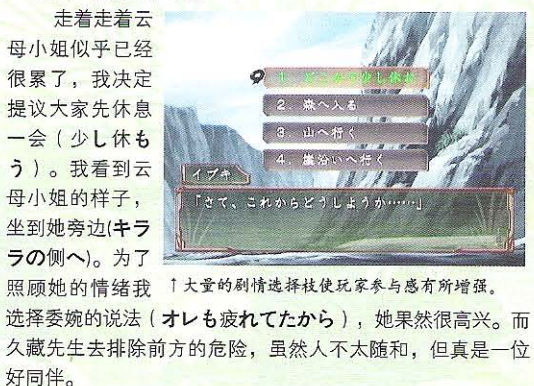 走着走着云
母小姐似乎已经
很累了，我决定
提议大家先休息
一会（少し休も
う）。我看到云
母小姐的样子，
坐到她旁边(キラ
ラの側へ)。为了
照顾她的情绪我
选择委婉的说法（オレも疲れてたから），她果然很高兴。而
久藏先生去排除前方的危险，虽然人不太随和，但真是一位
好同伴。
1. どこかで少し休む
2. 森へ入る
3. 山へ行く
4. 崖沿いへ行く
イブキ
「さて、これからどうしようか……」
↑大量的剧情选择枝使玩家参与感有所增强。